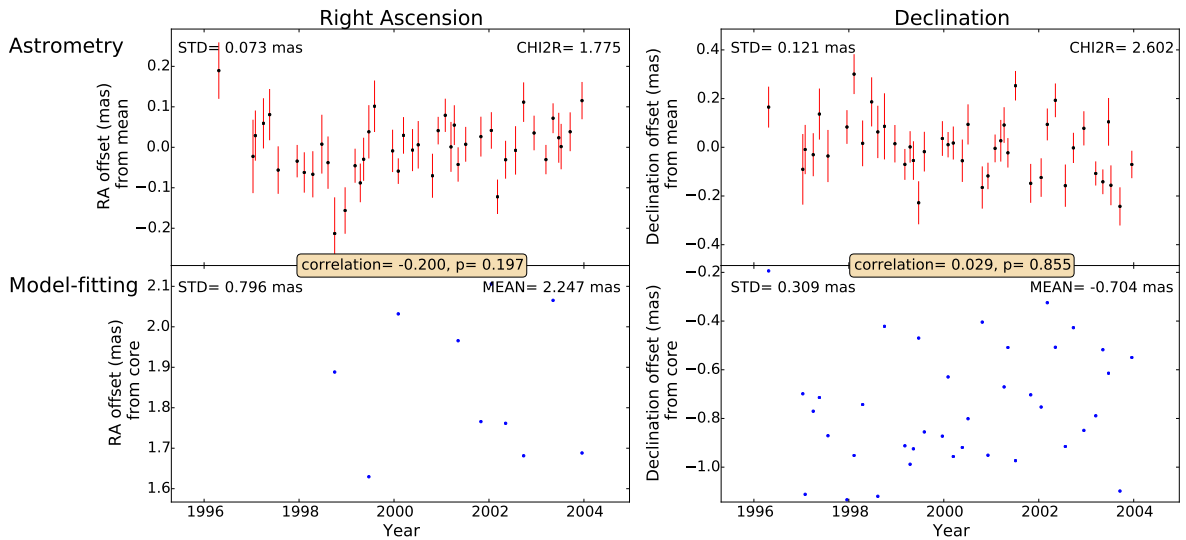 Right Ascension
Declination
Astrometry
STD= 0.073 mas
CHI2R= 1.775
RA offset (mas)
from mean
0.2
0.1
0.0
−0.1
−0.2
STD= 0.121 mas
CHI2R= 2.602
Declination offset (mas)
from mean
0.4
0.2
0.0
−0.2
−0.4
correlation= -0.200, p= 0.197
correlation= 0.029, p= 0.855
Model-fitting
STD= 0.796 mas
MEAN= 2.247 mas
RA offset (mas)
from core
2.1
2.0
1.9
1.8
1.7
1.6
1996 1998 2000 2002 2004
Year
STD= 0.309 mas
MEAN= -0.704 mas
Declination offset (mas)
from core
−0.2
−0.4
−0.6
−0.8
−1.0
1996 1998 2000 2002 2004
Year